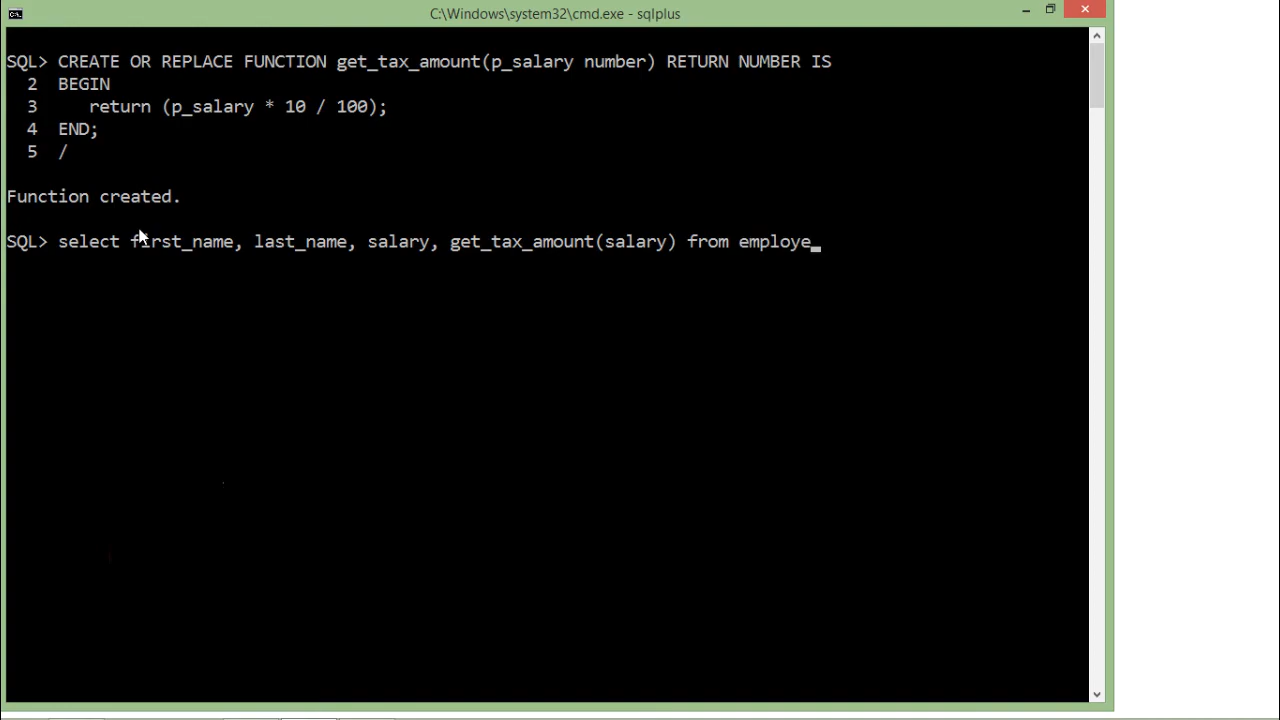 C:\Windows\system32\cmd.exe - sqlplus
SQL> CREATE OR REPLACE FUNCTION get_tax_amount(p_salary number) RETURN NUMBER IS
2 BEGIN
3 return (p_salary * 10 / 100);
4 END;
5 /
Function created.
SQL> select first_name, last_name, salary, get_tax_amount(salary) from employe_